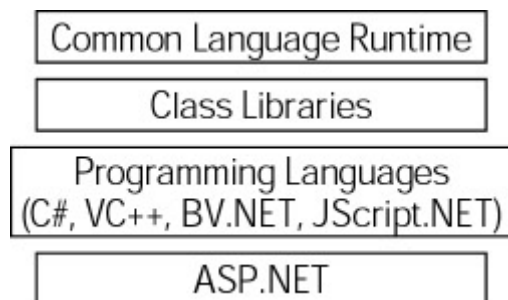 Common Language Runtime
Class Libraries
Programming Languages
(C#, VC++, BV.NET, JScript.NET)
ASP.NET